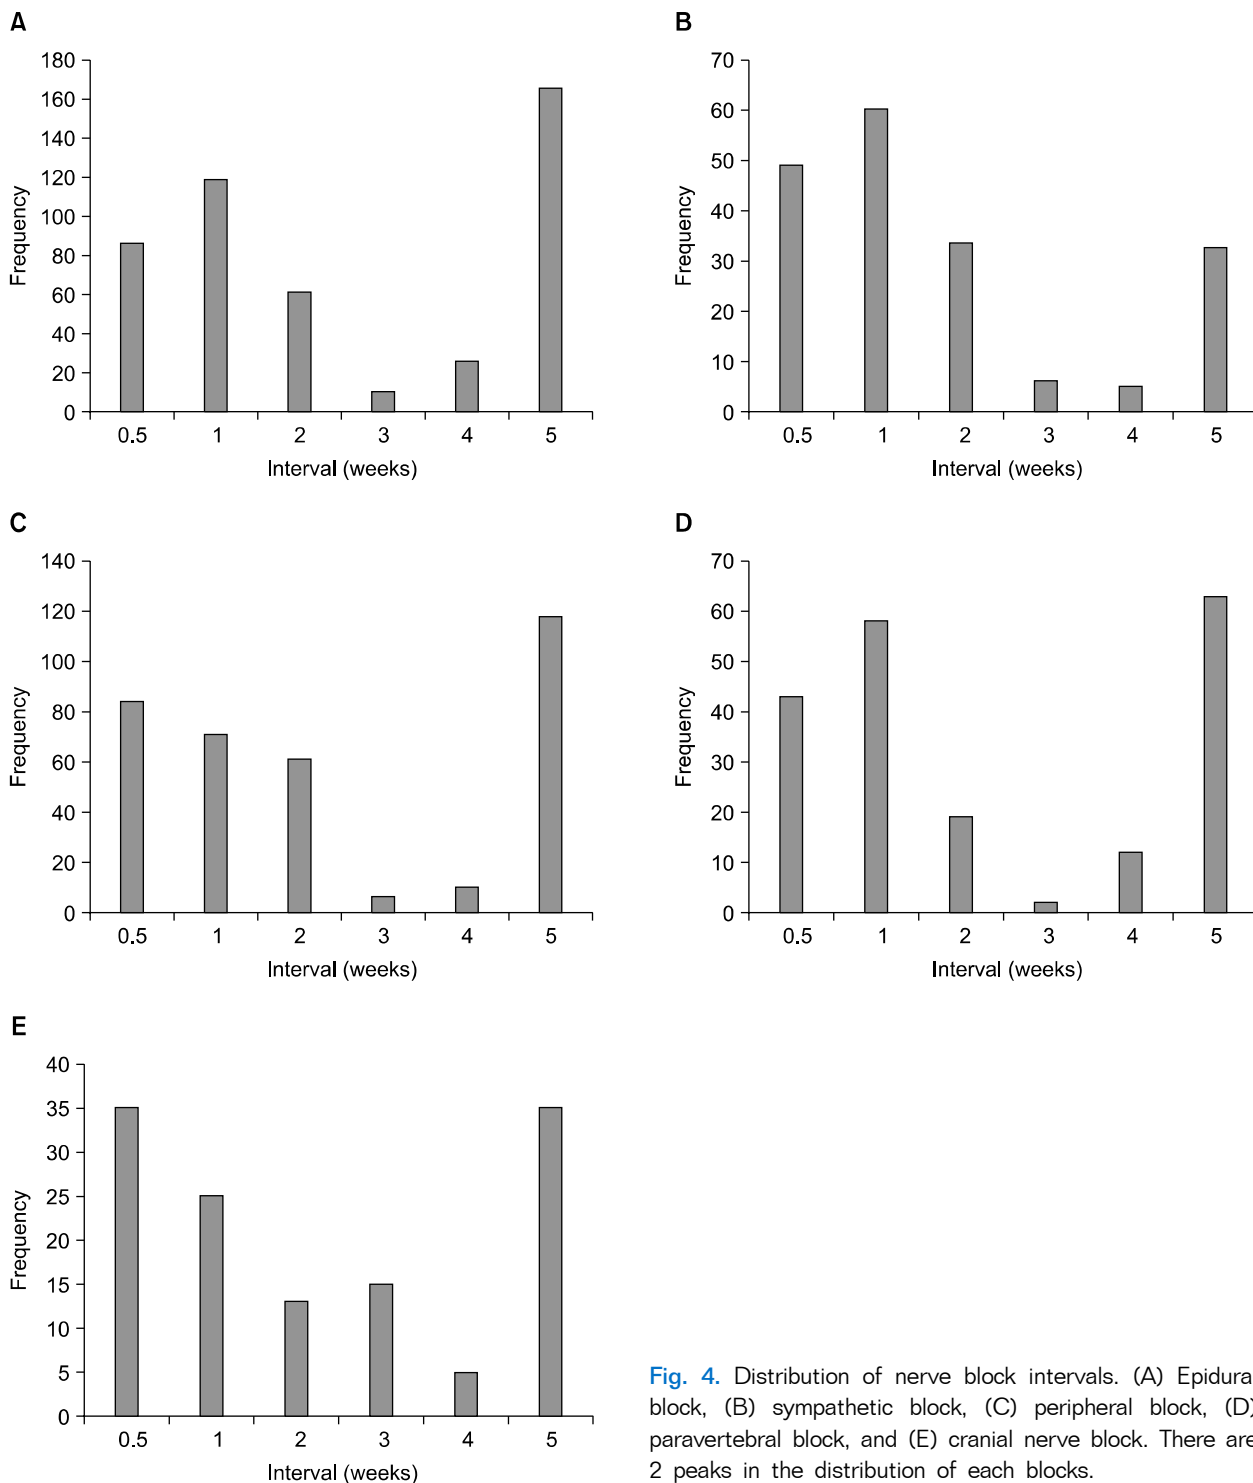 A
180
160
140
120
100
80
60
40
20
0
Frequency
0.5 1 2 3 4 5
Interval (weeks)
B
70
60
50
40
30
20
10
0
Frequency
0.5 1 2 3 4 5
Interval (weeks)
C
140
120
100
80
60
40
20
0
Frequency
0.5 1 2 3 4 5
Interval (weeks)
D
70
60
50
40
30
20
10
0
Frequency
0.5 1 2 3 4 5
Interval (weeks)
E
40
35
30
25
20
15
10
5
0
Frequency
0.5 1 2 3 4 5
Interval (weeks)
Fig. 4. Distribution of nerve block intervals. (A) Epidura
block, (B) sympathetic block, (C) peripheral block, (D)
paravertebral block, and (E) cranial nerve block. There are
2 peaks in the distribution of each blocks.